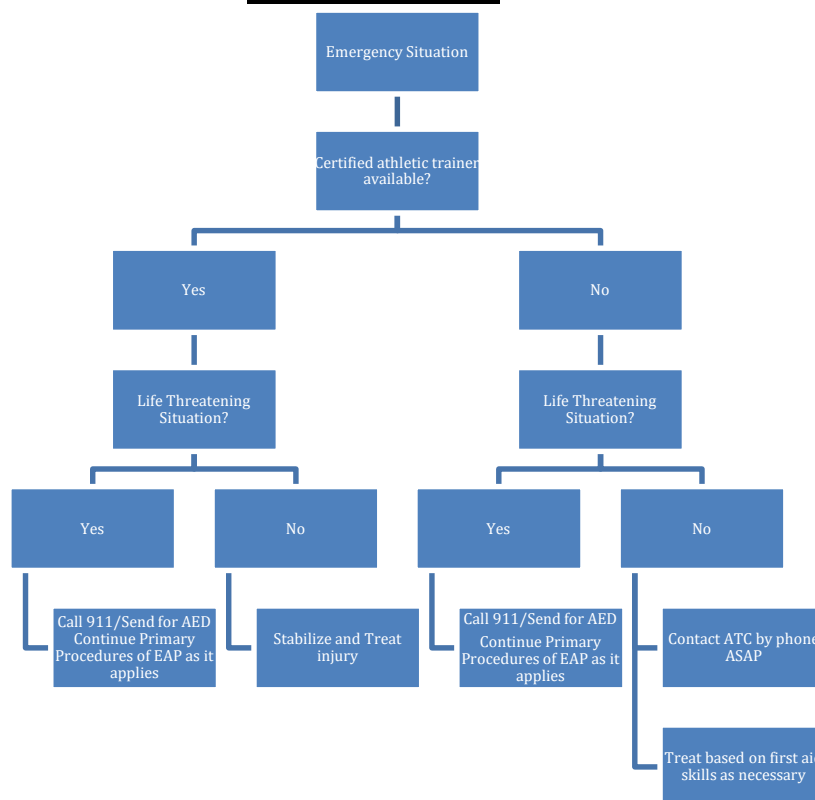 Emergency Situation
Certified athletic trainer
available?
Yes
No
Life Threatening
Situation?
Life Threatening
Situation?
Yes
No
Yes
No
Call 911/Send for AED
Continue Primary
Procedures of EAP as it
applies
Stabilize and Treat
injury
Call 911/Send for AED
Continue Primary
Procedures of EAP as it
applies
Contact ATC by phone
ASAP
Treat based on first aid
skills as necessary